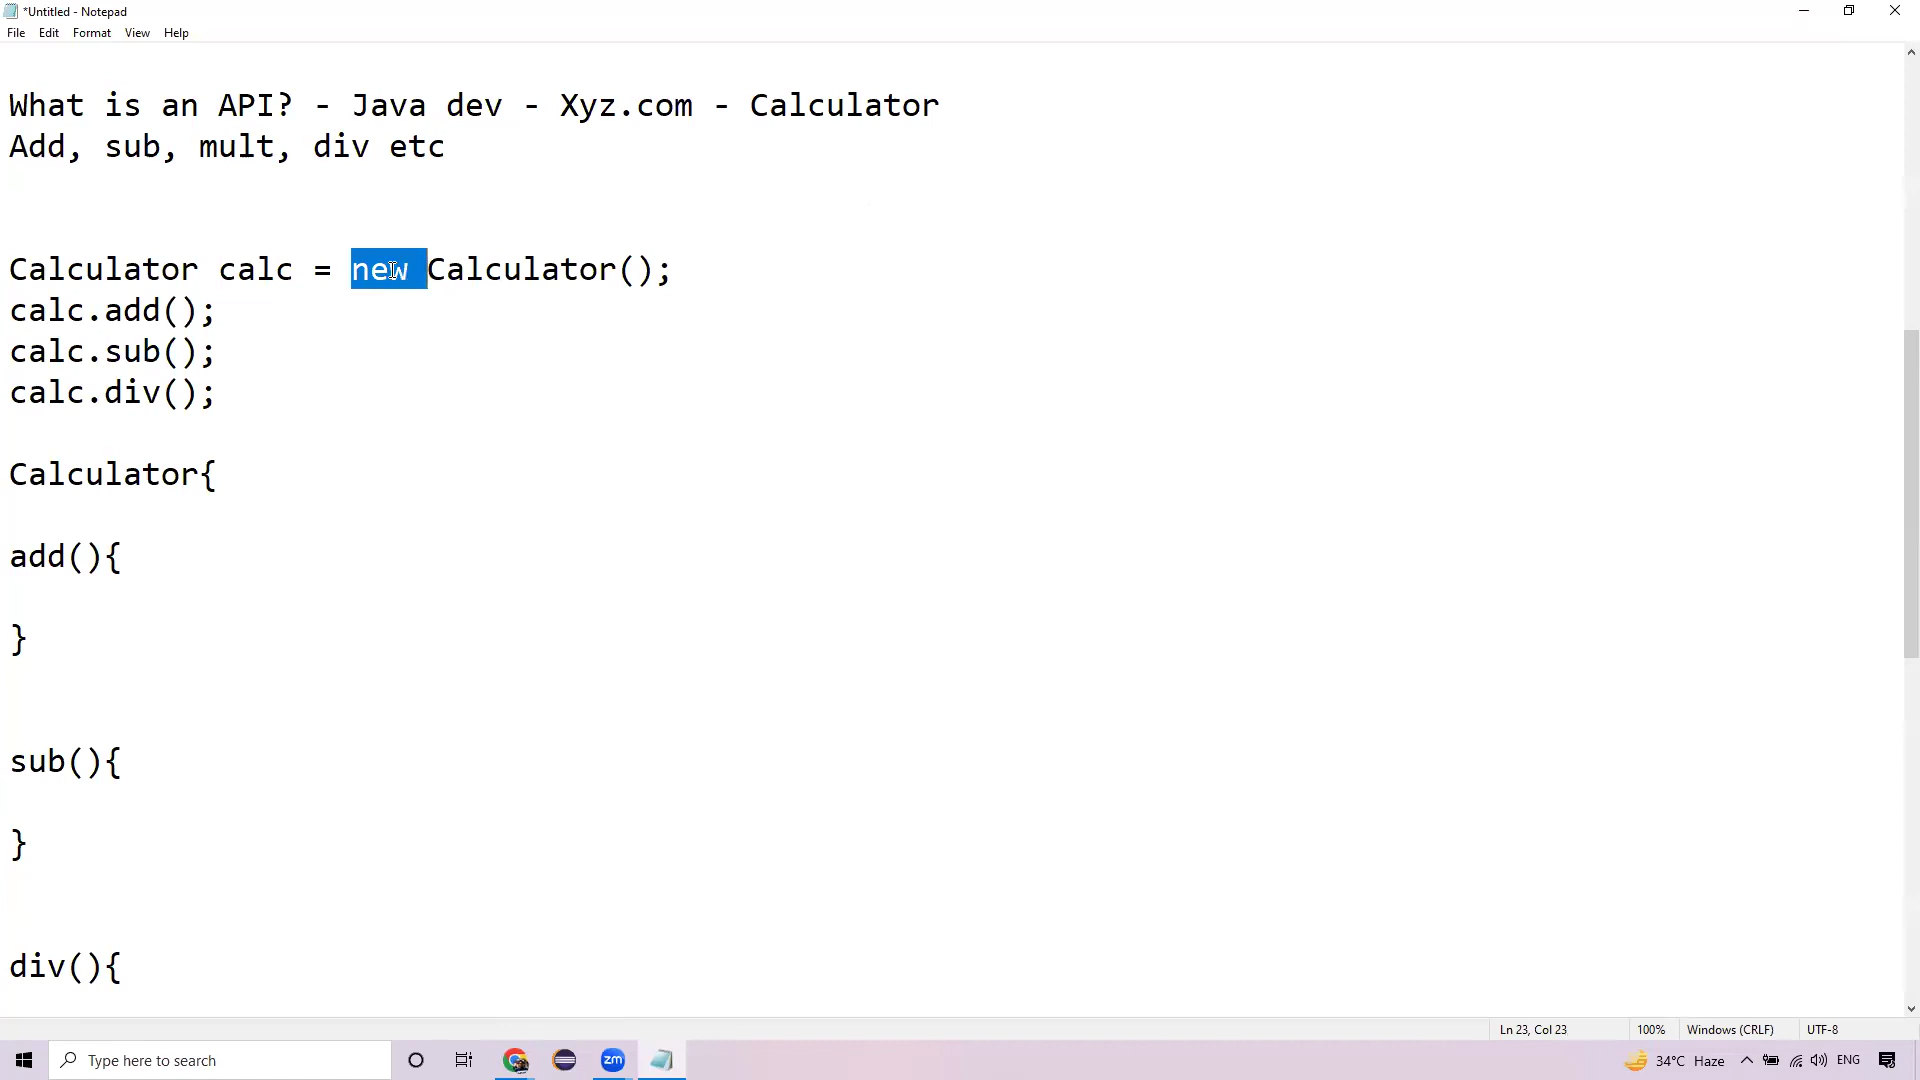 *Untitled - Notepad
File Edit Format View Help
What is an API? - Java dev - Xyz.com - Calculator
Add, sub, mult, div etc
Calculator calc = new Calculator();
calc.add();
calc.sub();
calc.div();
Calculator{
add(){
}
sub(){
}
div(){
Ln 23, Col 23 100% Windows (CRLF) UTF-8
Type here to search zm 34°C Haze ENG